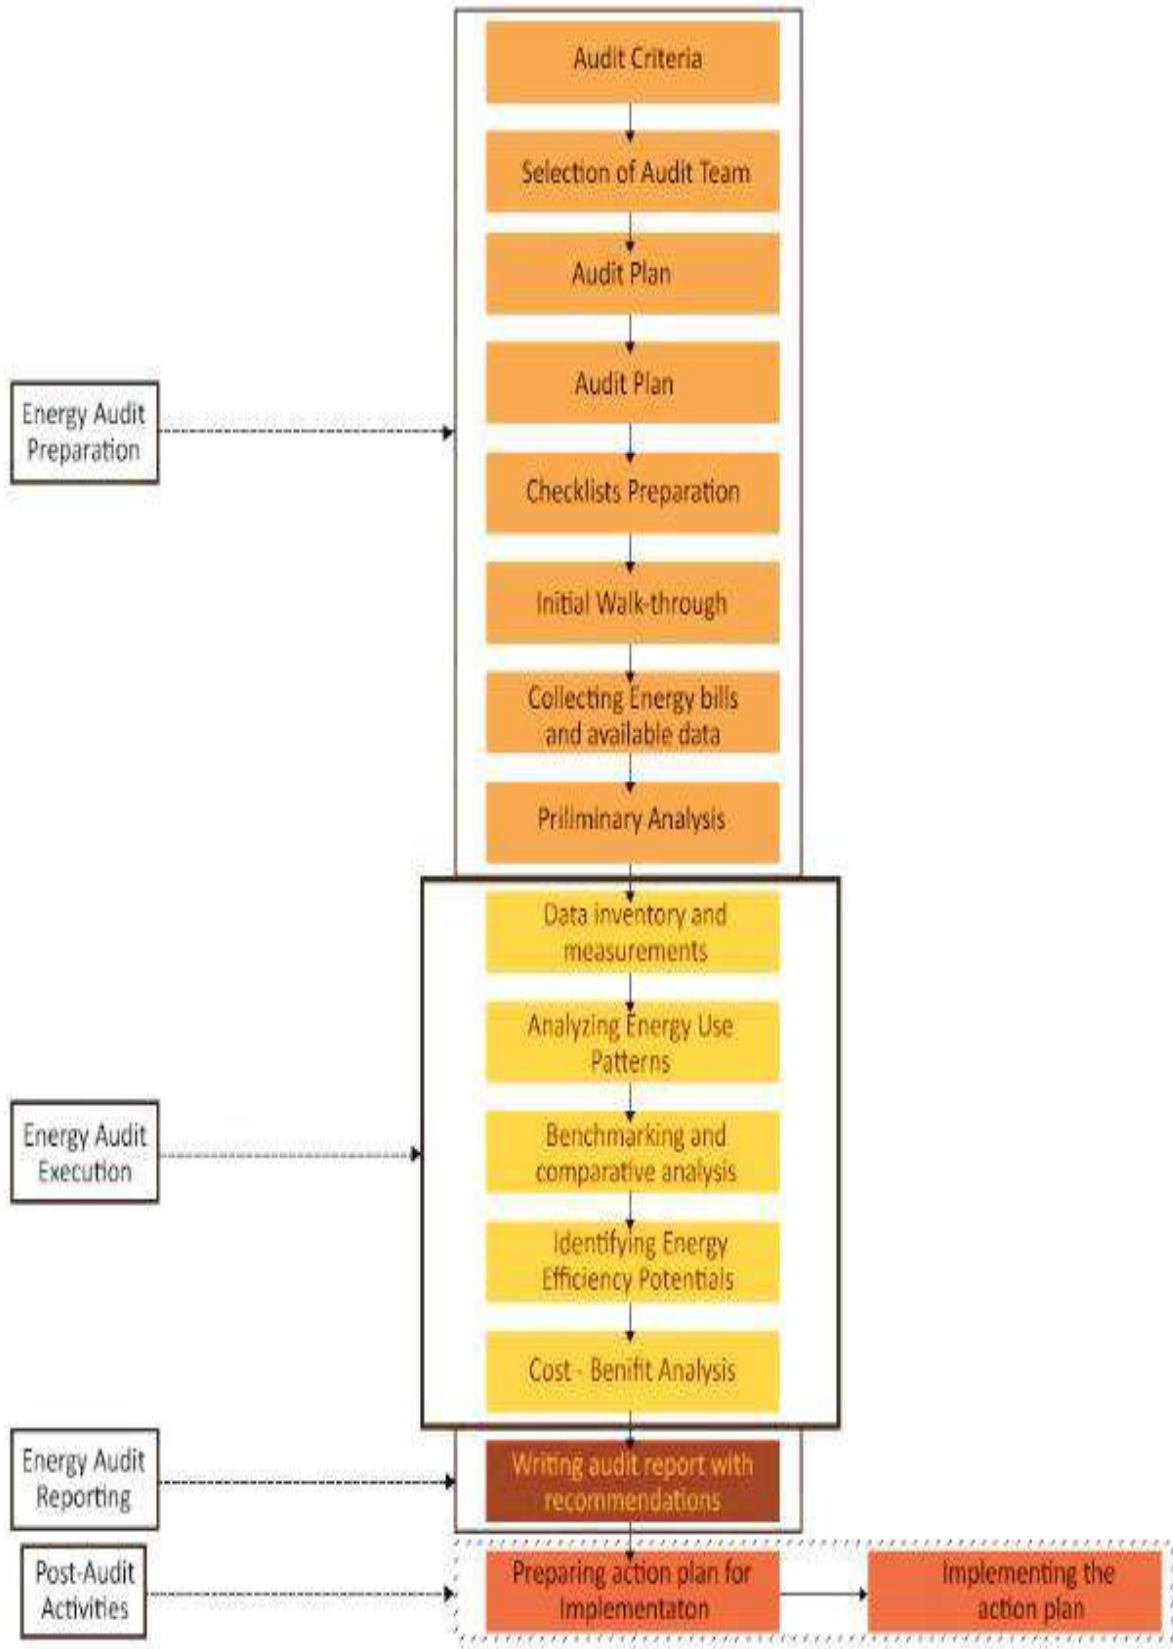 Audit Criteria
Selection of Audit Team
Audit Plan
Audit Plan
Energy Audit
Preparation
Checklists Preparation
Initial Walk-through
Collecting Energy bills
and available data
Priliminary Analysis
Data inventory and
measurements
Analyzing Energy Use
Patterns
Energy Audit
Execution
Benchmarking and
comparative analysis
Identifying Energy
Efficiency Potentials
Cost - Benifit Analysis
Energy Audit
Reporting
Writing audit report with
recommendations
Post-Audit
Activities
Preparing action plan for
Implementaton
Implementing the
action plan